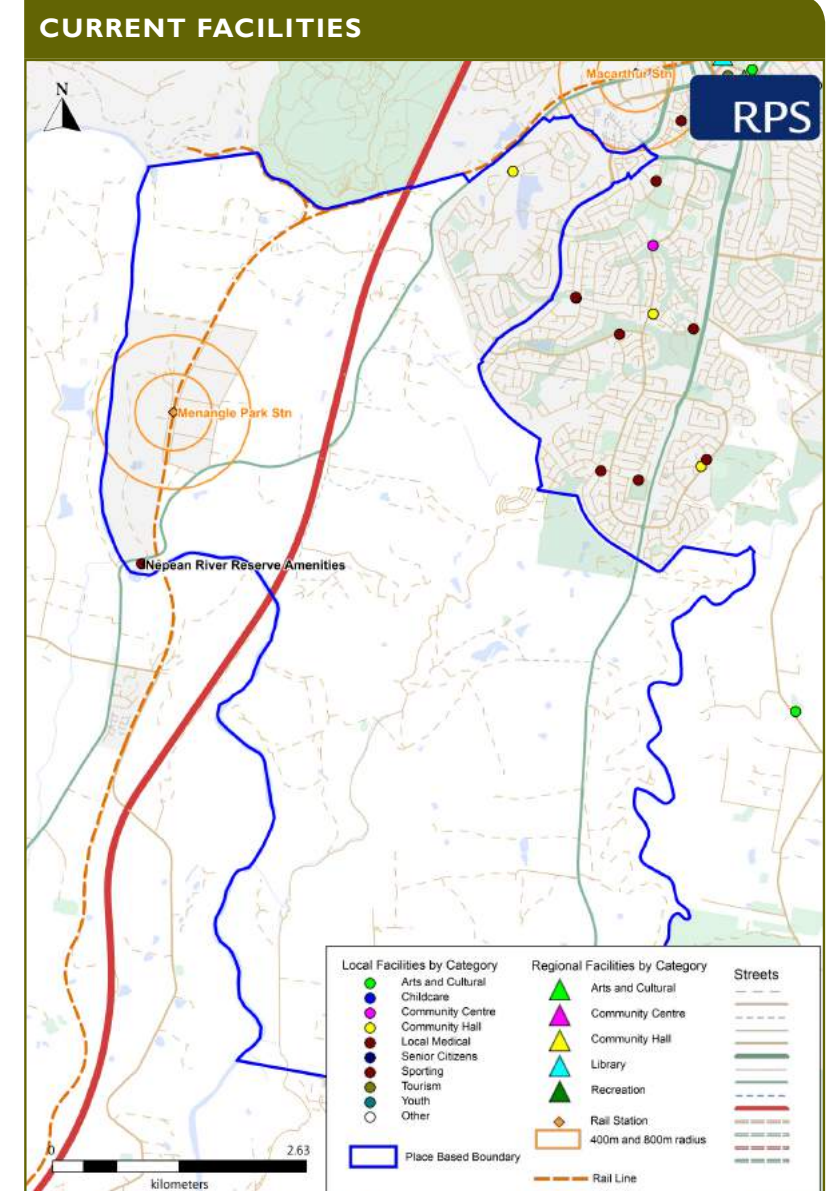 CURRENT FACILITIES
N
Macarthur Stn
RPS
Menangle Park Stn
Nepean River Reserve Amenities
Local Facilities by Category
Arts and Cultural
Childcare
Community Centre
Community Hall
Local Medical
Senior Citizens
Sporting
Tourism
Youth
Other
Place Based Boundary
Regional Facilities by Category
Arts and Cultural
Community Centre
Community Hall
Library
Recreation
Rail Station
400m and 800m radius
Rail Line
Streets
0
2.63
kilometers